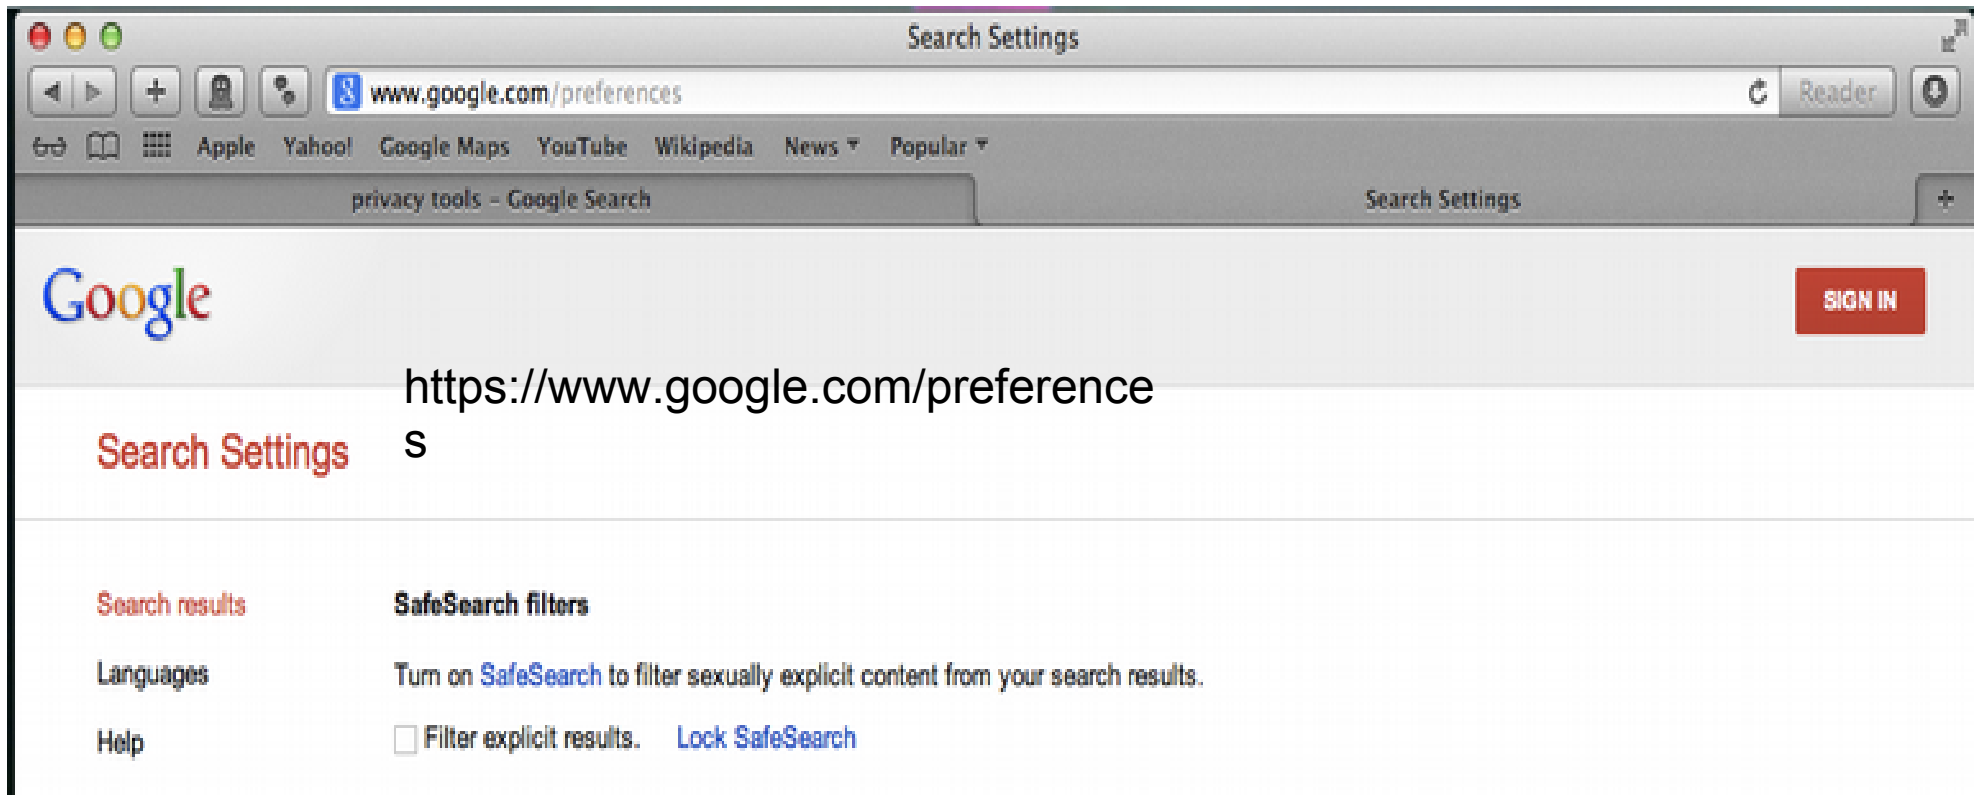 Search Settings
www.google.com/preferences
Reader
Apple Yahoo! Google Maps YouTube Wikipedia News Popular
privacy tools – Google Search
Search Settings
Google
SIGN IN
https://www.google.com/preference
s
Search Settings
Search results
SafeSearch filters
Languages
Turn on SafeSearch to filter sexually explicit content from your search results.
Help
Filter explicit results. Lock SafeSearch